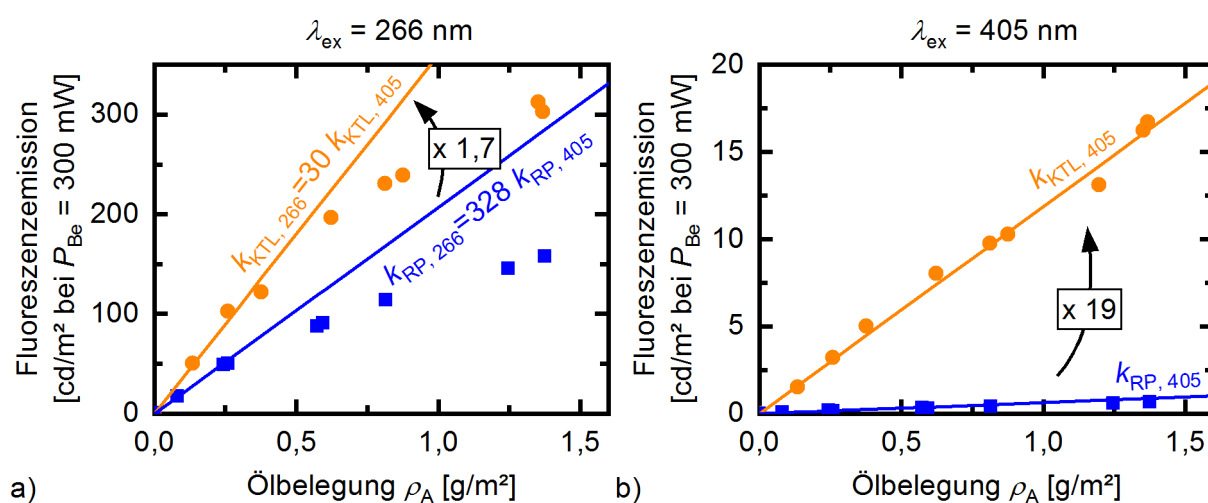 λex = 266 nm
Fluoreszenzemission
[cd/m² bei PBe = 300 mW]
300
200
100
0
kKTL, 266=30 kKTL, 405
x 1,7
kRP, 266=328 kRP, 405
0,0 0,5 1,0 1,5
Ölbelegung ρA [g/m²]
a)
λex = 405 nm
Fluoreszenzemission
[cd/m² bei PBe = 300 mW]
20
15
10
5
0
kKTL, 405
x 19
kRP, 405
0,0 0,5 1,0 1,5
Ölbelegung ρA [g/m²]
b)